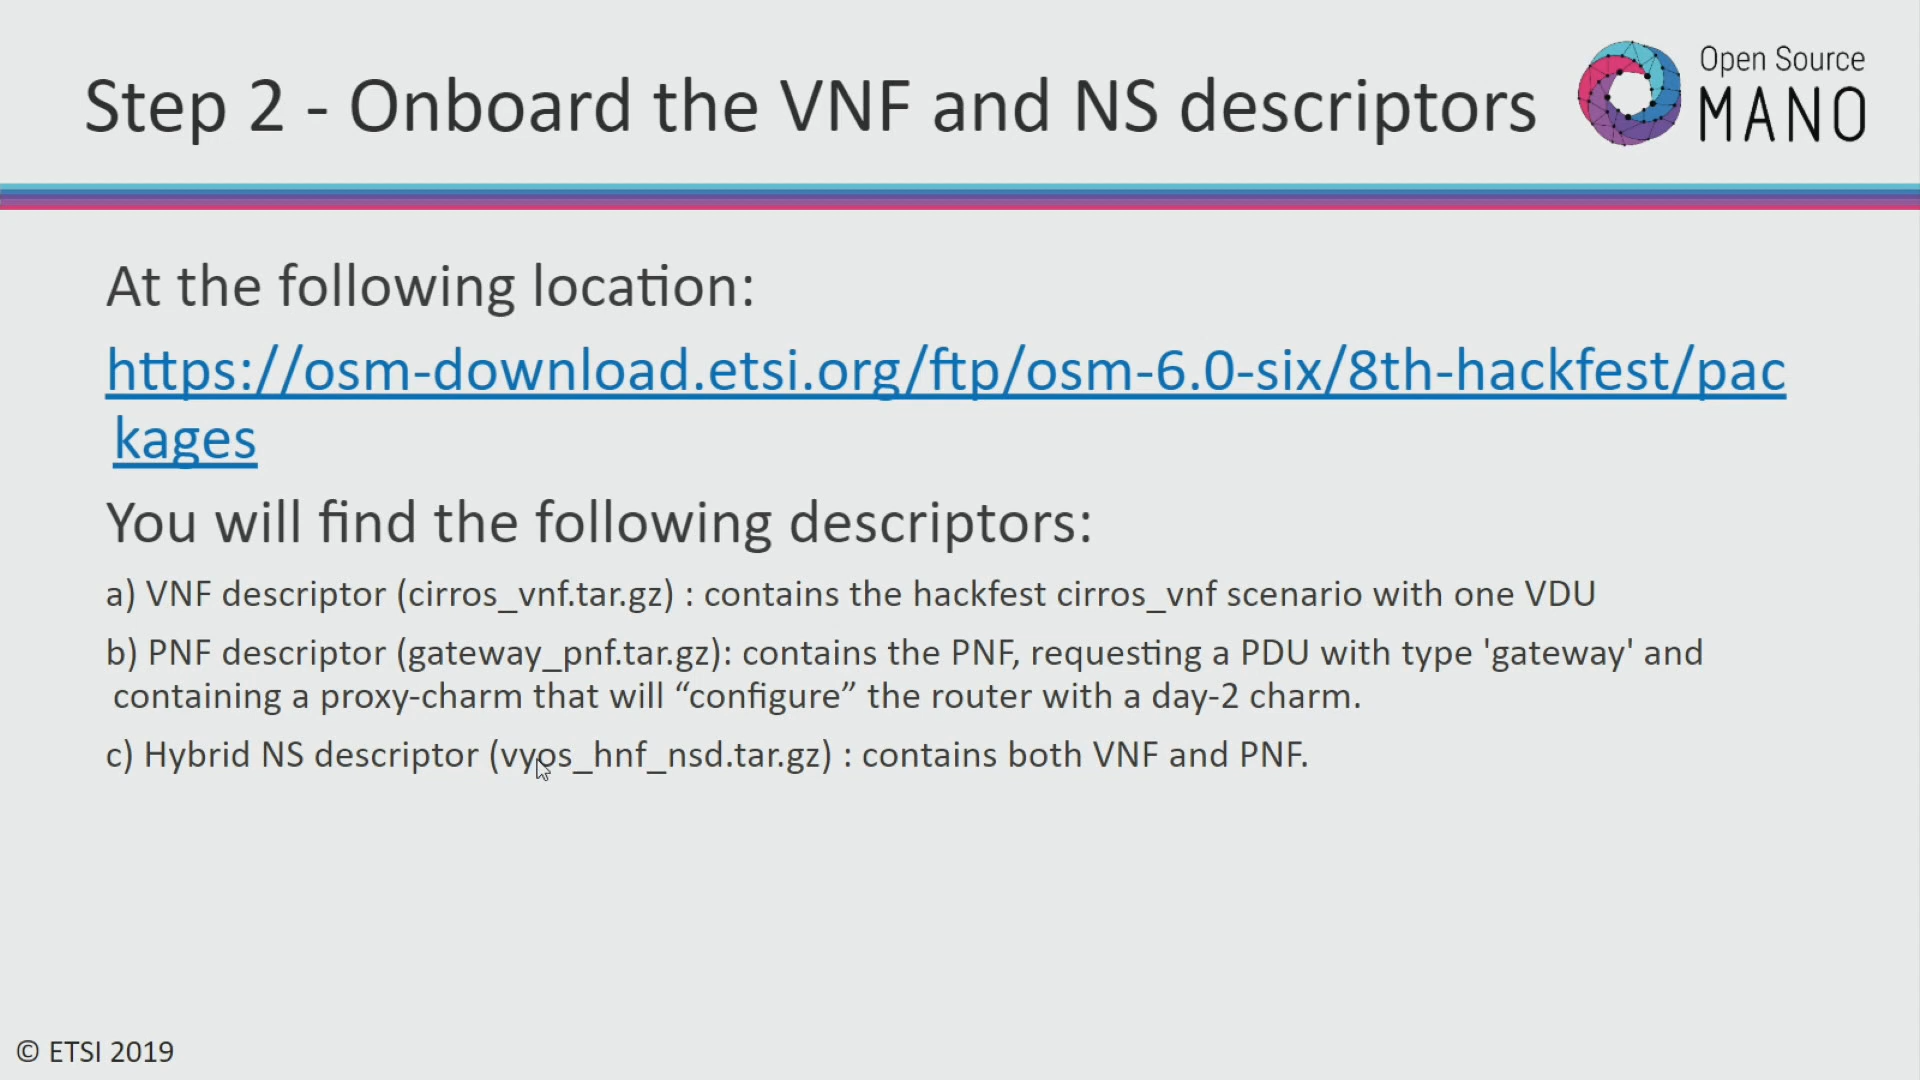 Step 2 - Onboard the VNF and NS descriptors
Open Source
MANO
At the following location:
https://osm-download.etsi.org/ftp/osm-6.0-six/8th-hackfest/pac
kages
You will find the following descriptors:
a) VNF descriptor (cirros_vnf.tar.gz) : contains the hackfest cirros_vnf scenario with one VDU
b) PNF descriptor (gateway_pnf.tar.gz): contains the PNF, requesting a PDU with type 'gateway' and
containing a proxy-charm that will “configure” the router with a day-2 charm.
c) Hybrid NS descriptor (vyos_hnf_nsd.tar.gz) : contains both VNF and PNF.
© ETSI 2019